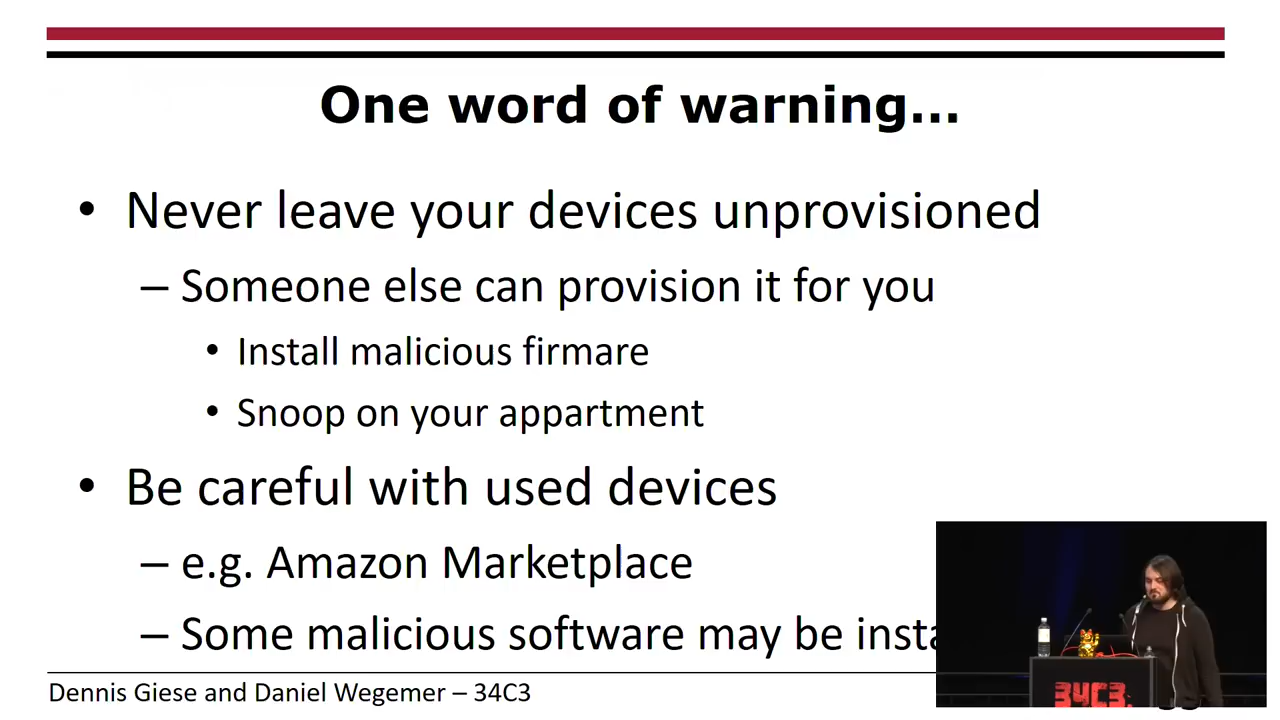 One word of warning...
• Never leave your devices unprovisioned
– Someone else can provision it for you
• Install malicious firmare
• Snoop on your appartment
• Be careful with used devices
– e.g. Amazon Marketplace
– Some malicious software may be
Dennis Giese and Daniel Wegemer – 34C3
34C3